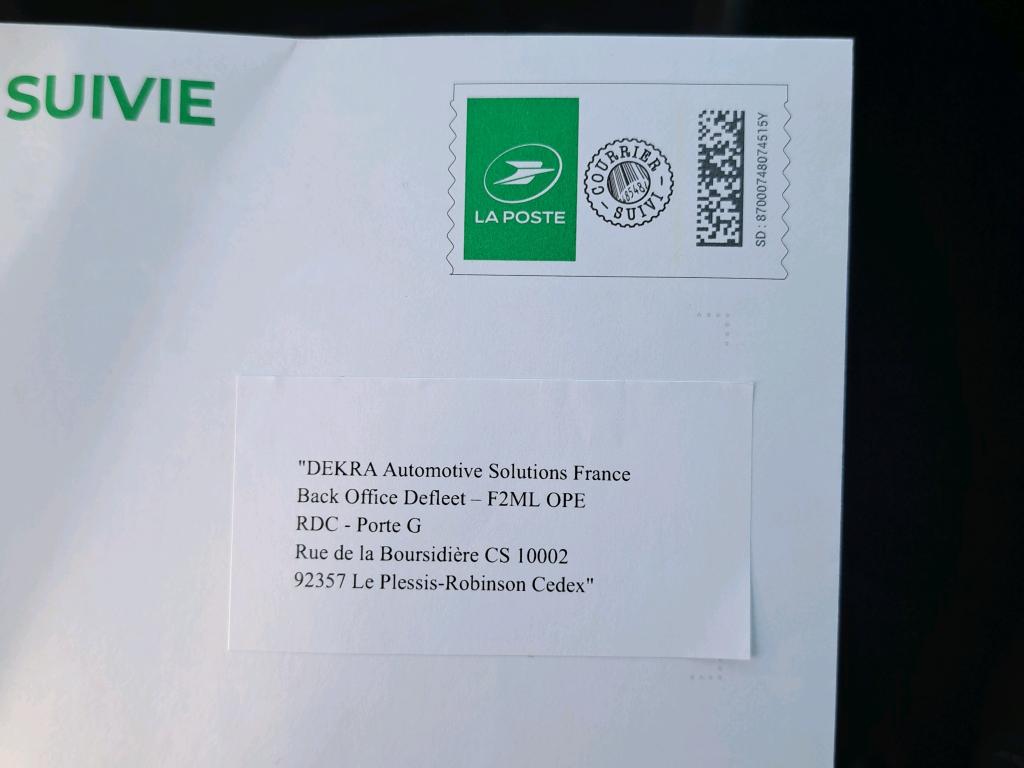 SUIVIE
LA POSTE
COURRIER
8548
- SUIVI -
SD : 87000748074515Y
"DEKRA Automotive Solutions France
Back Office Defleet – F2ML OPE
RDC - Porte G
Rue de la Boursidière CS 10002
92357 Le Plessis-Robinson Cedex"